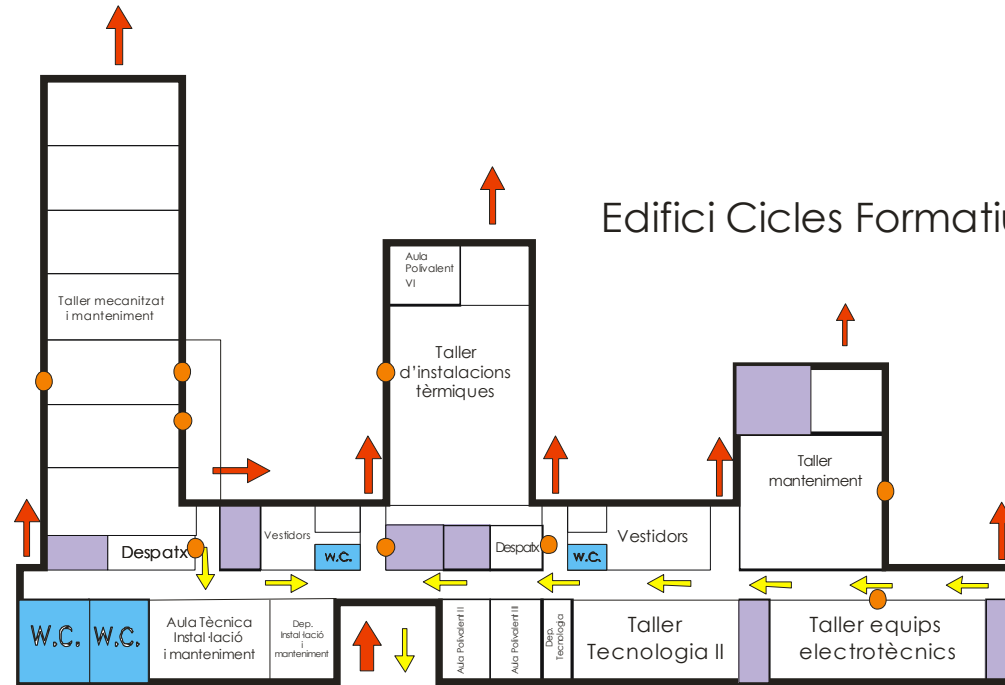 Edifici Cicles Formatiu
Aula
Polivalent
VI
Taller mecanitzat
i manteniment
Taller
d'instalacions
tèrmiques
Taller
manteniment
Despatx
Vestidors
W.C.
Despatx
W.C.
Vestidors
W.C.
W.C.
Aula Tècnica
Instal·lació
i manteniment
Dep.
Instal·lació
i
manteniment
Aula Polivalent II
Aula Polivalent III
Dep.
Tecnologia
Taller
Tecnologia II
Taller equips
electrotècnics